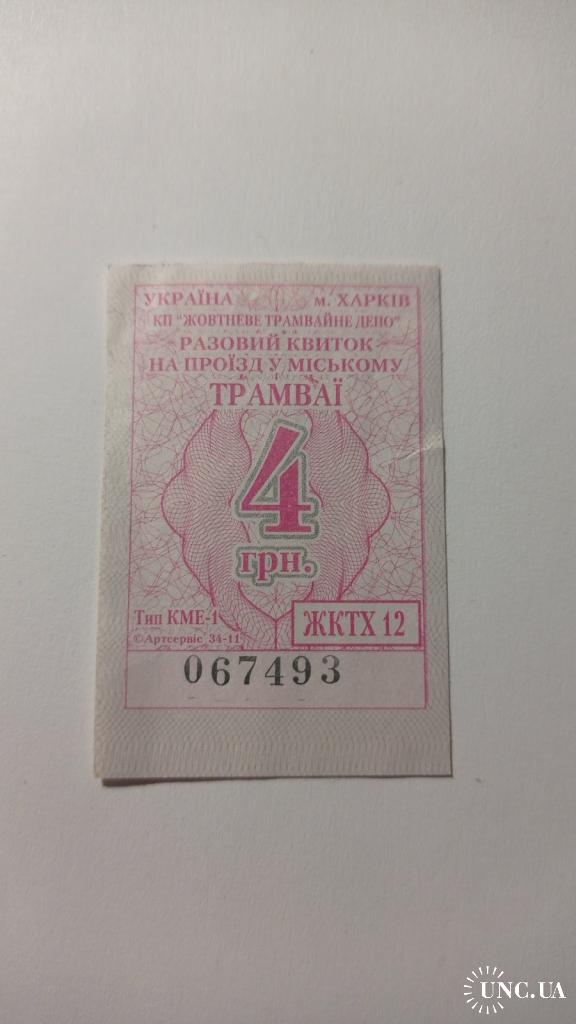 УКРАЇНА м. ХАРКІВ
КП "ЖОВТНЕВЕ ТРАМВАЙНЕ ДЕПО"
РАЗОВИЙ КВИТОК
НА ПРОЇЗД У МІСЬКОМУ
ТРАМВАЇ
4
грн.
Тип КМЕ-1
©Артсервіс 34-11
ЖКТХ 12
067493
UNC.UA